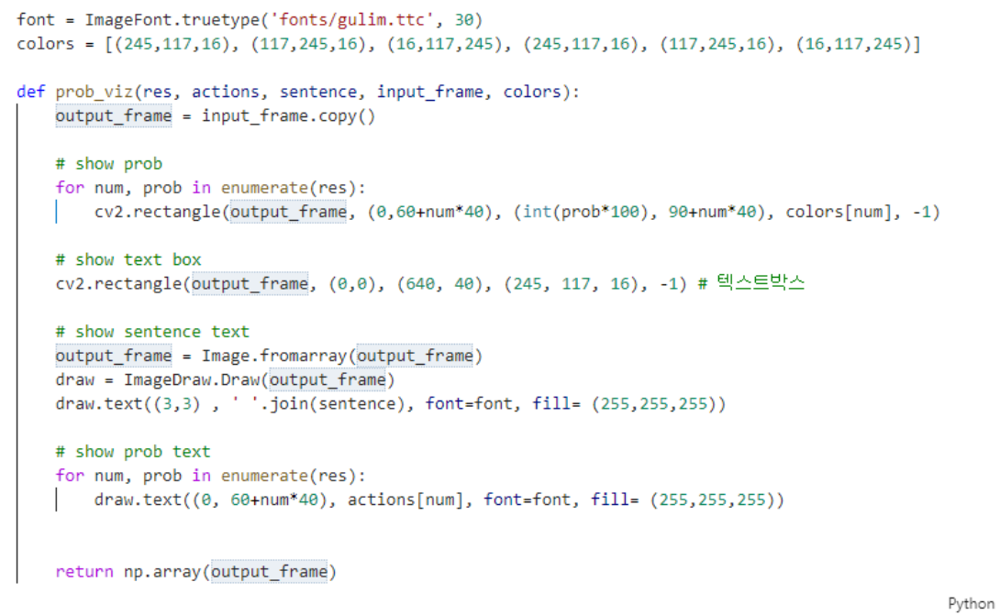 font = ImageFont.truetype('fonts/gulim.ttc', 30)
colors = [(245,117,16), (117,245,16), (16,117,245), (245,117,16), (117,245,16), (16,117,245)]
def prob_viz(res, actions, sentence, input_frame, colors):
    output_frame = input_frame.copy()
    # show prob
    for num, prob in enumerate(res):
        cv2.rectangle(output_frame, (0,60+num*40), (int(prob*100), 90+num*40), colors[num], -1)
    # show text box
    cv2.rectangle(output_frame, (0,0), (640, 40), (245, 117, 16), -1) # 텍스트박스
    # show sentence text
    output_frame = Image.fromarray(output_frame)
    draw = ImageDraw.Draw(output_frame)
    draw.text((3,3) , ' '.join(sentence), font=font, fill= (255,255,255))
    # show prob text
    for num, prob in enumerate(res):
        draw.text((0, 60+num*40), actions[num], font=font, fill= (255,255,255))
    return np.array(output_frame)
Python